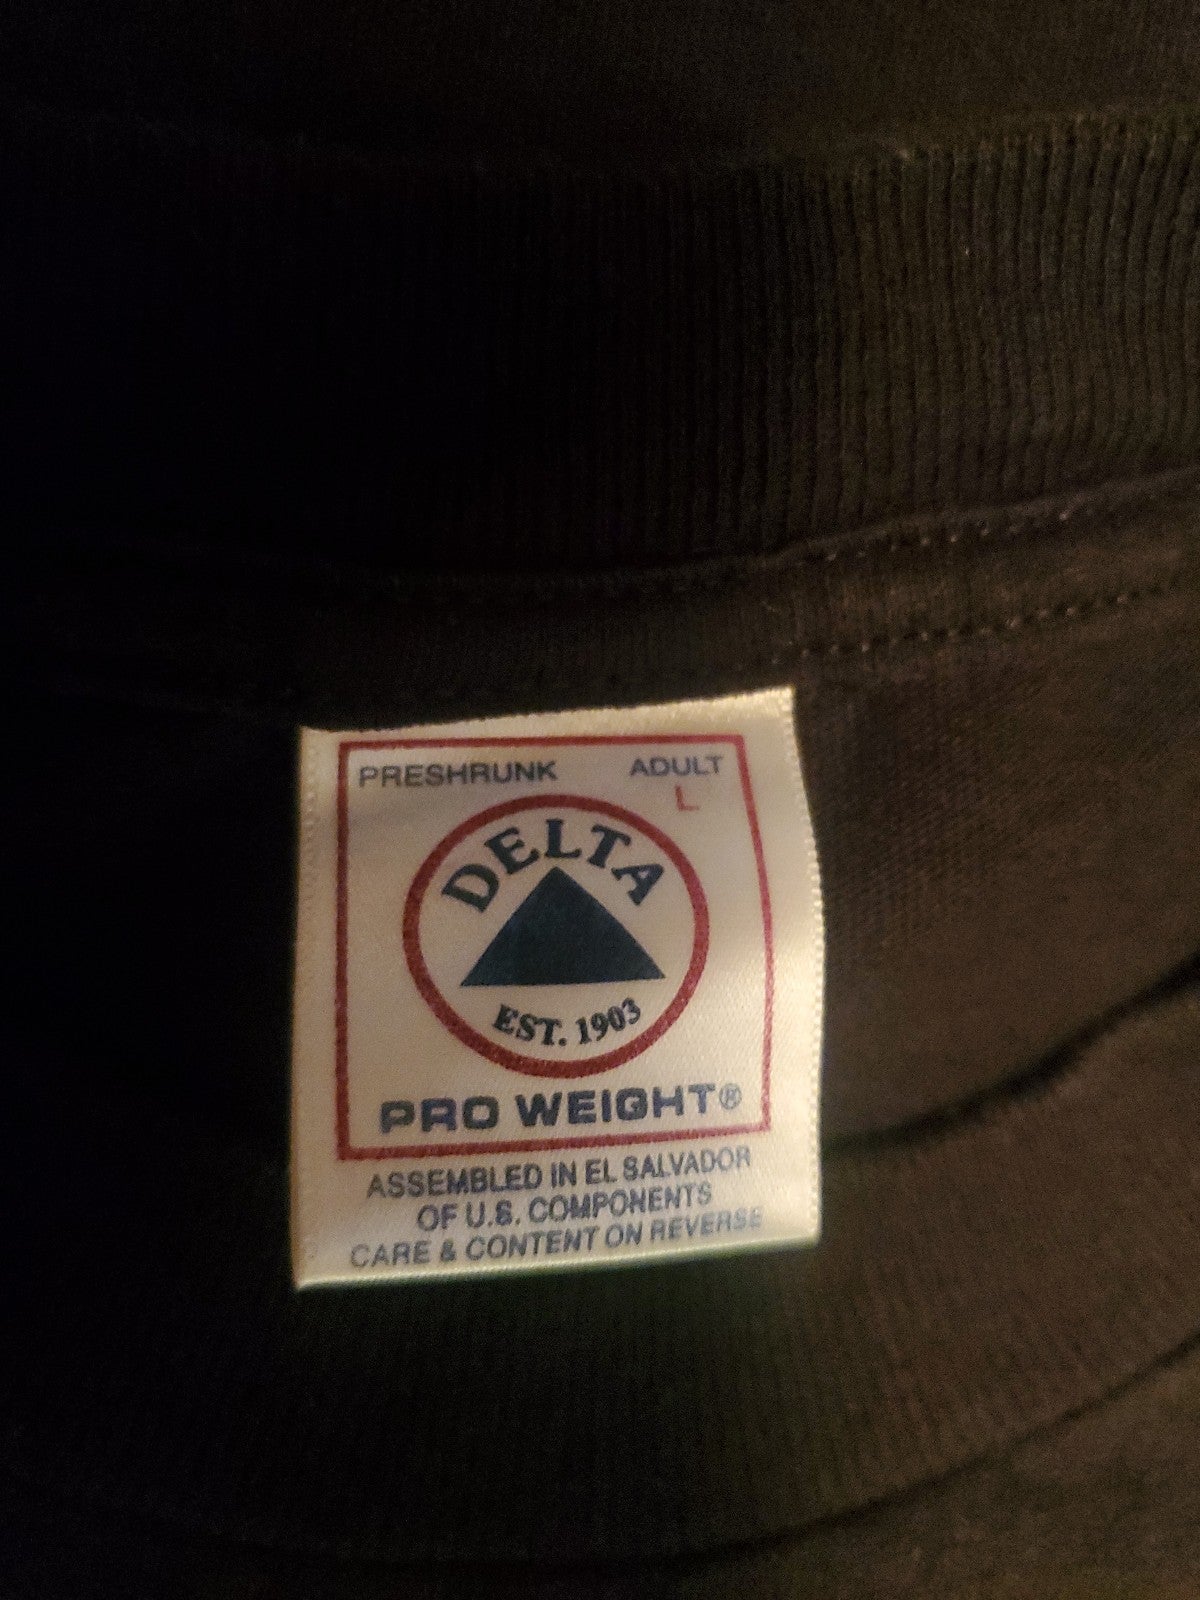 PRESHRUNK ADULT
L
DELTA
EST. 1903
PRO WEIGHT®
ASSEMBLED IN EL SALVADOR
OF U.S. COMPONENTS
CARE & CONTENT ON REVERSE